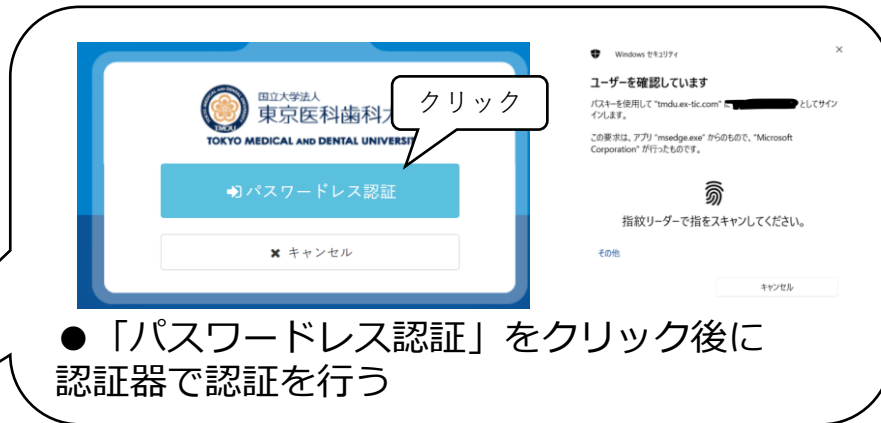 国立大学法人
東京医科歯科
TOKYO MEDICAL AND DENTAL UNIVERSI
クリック
パスワードレス認証
キャンセル
Windows セキュリティ
ユーザーを確認しています
パスキーを使用して "tmdu.ex-tic.com" に としてサイン
インします。
この要求は、アプリ "msedge.exe" からのもので、"Microsoft
Corporation" が行ったものです。
指紋リーダーで指をスキャンしてください。
その他
キャンセル
●「パスワードレス認証」をクリック後に
認証器で認証を行う